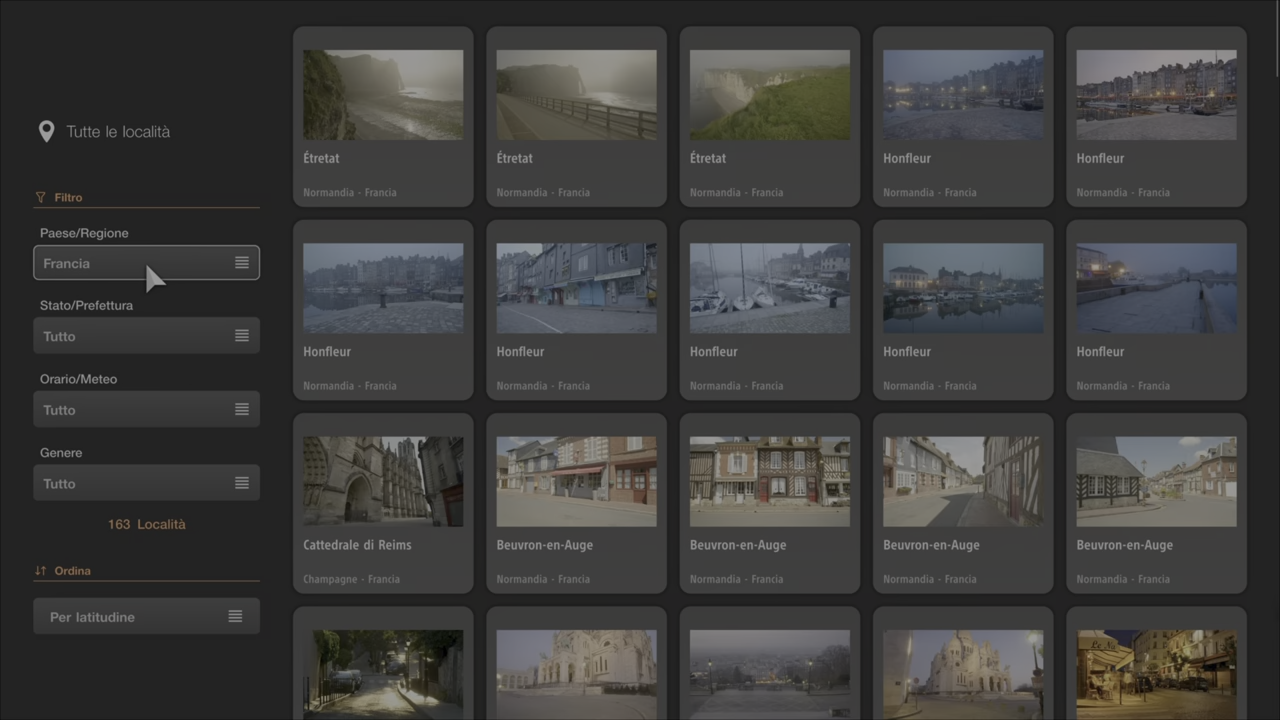 Tutte le località
Filtro
Paese/Regione
Francia
Stato/Prefettura
Tutto
Orario/Meteo
Tutto
Genere
Tutto
163 Località
Ordina
Per latitudine
Étretat
Normandia - Francia
Étretat
Normandia - Francia
Étretat
Normandia - Francia
Honfleur
Normandia - Francia
Honfleur
Normandia - Francia
Honfleur
Normandia - Francia
Honfleur
Normandia - Francia
Honfleur
Normandia - Francia
Honfleur
Normandia - Francia
Honfleur
Normandia - Francia
Cattedrale di Reims
Champagne - Francia
Beuvron-en-Auge
Normandia - Francia
Beuvron-en-Auge
Normandia - Francia
Beuvron-en-Auge
Normandia - Francia
Beuvron-en-Auge
Normandia - Francia